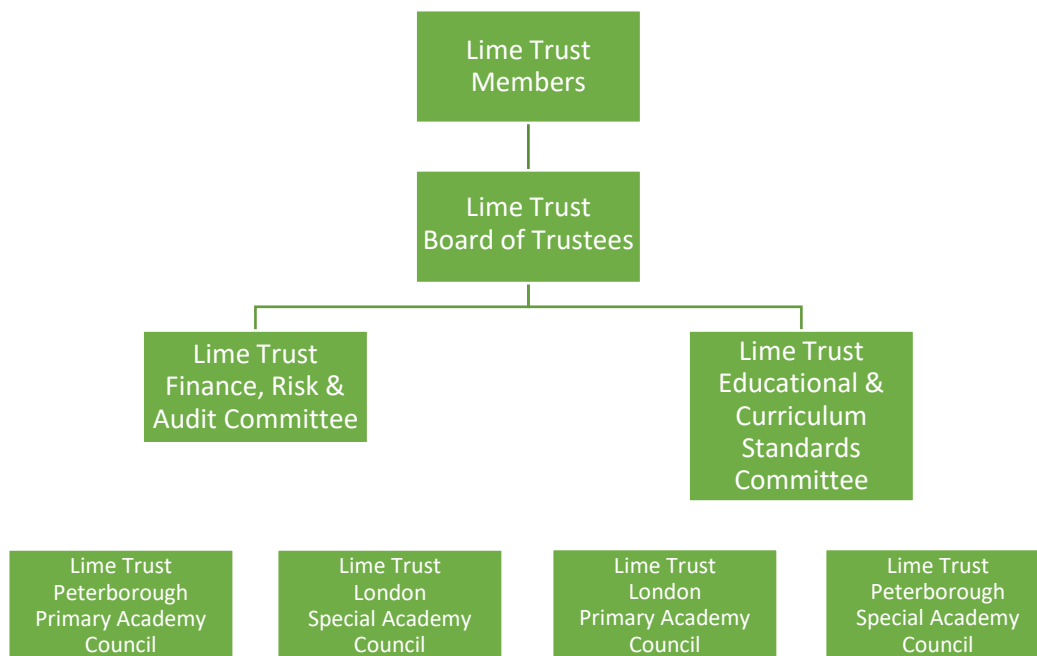 Lime Trust
Members
Lime Trust
Board of Trustees
Lime Trust
Finance, Risk &
Audit Committee
Lime Trust
Educational &
Curriculum
Standards
Committee
Lime Trust
Peterborough
Primary Academy
Council
Lime Trust
London
Special Academy
Council
Lime Trust
London
Primary Academy
Council
Lime Trust
Peterborough
Special Academy
Council